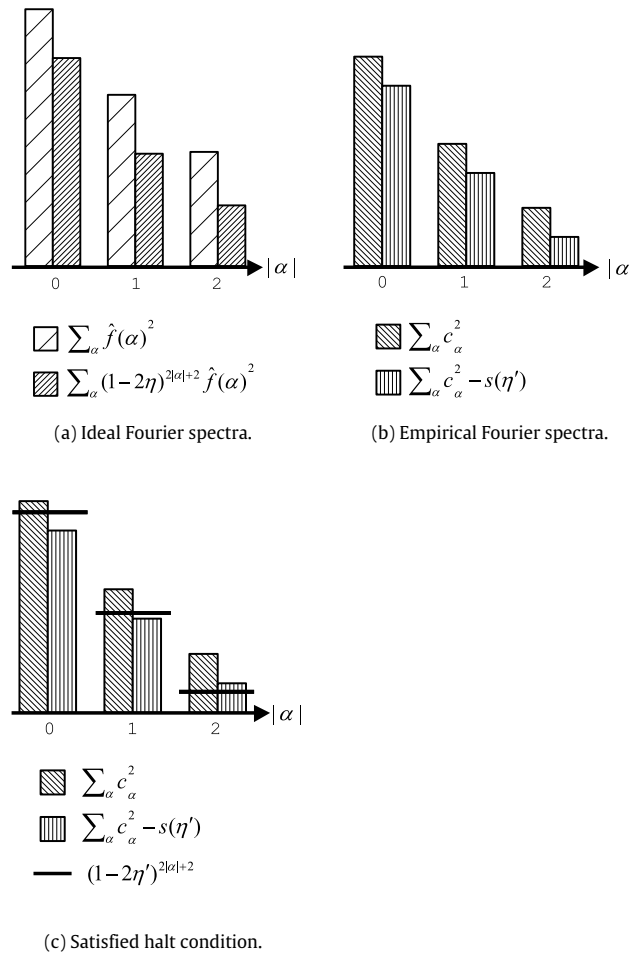 |α|
0 1 2
∑α f̂(α)²
∑α (1−2η)^{2|α|+2} f̂(α)²
(a) Ideal Fourier spectra.
|α
0 1 2
∑α c²α
∑α c²α − s(η′)
(b) Empirical Fourier spectra.
|α|
0 1 2
∑α c²α
∑α c²α − s(η′)
(1−2η′)^{2|α|+2}
(c) Satisfied halt condition.